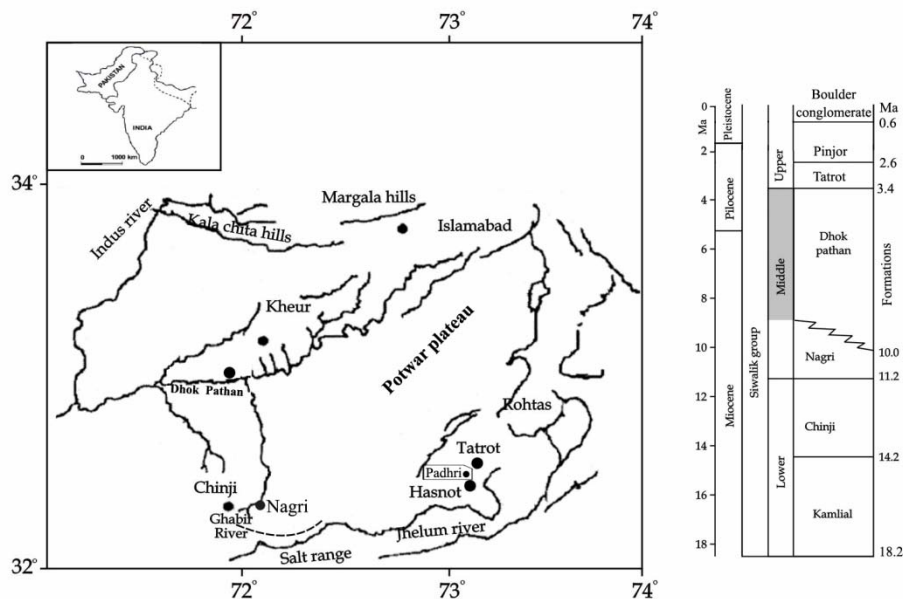 72°
73°
74°
PAKISTAN
INDIA
0 1000 km
34°
Margala hills
Islamabad
Indus river
Kala chita hills
Kheur
Potwar plateau
Dhok Pathan
Rohtas
Tatrot
Padhri
Hasnot
Chinji
Nagri
Ghabir
River
Jhelum river
Salt range
32°
72°
73°
74°
Boulder
conglomerate
Ma
0
Ma
2
4
6
8
10
12
14
16
18
Pleistocene
Pilocene
Miocene
Siwalik group
Upper
Middle
Lower
Pinjor
Tatrot
Dhok
pathan
Nagri
Chinji
Kamlial
0.6
2.6
3.4
10.0
11.2
14.2
18.2
Formations